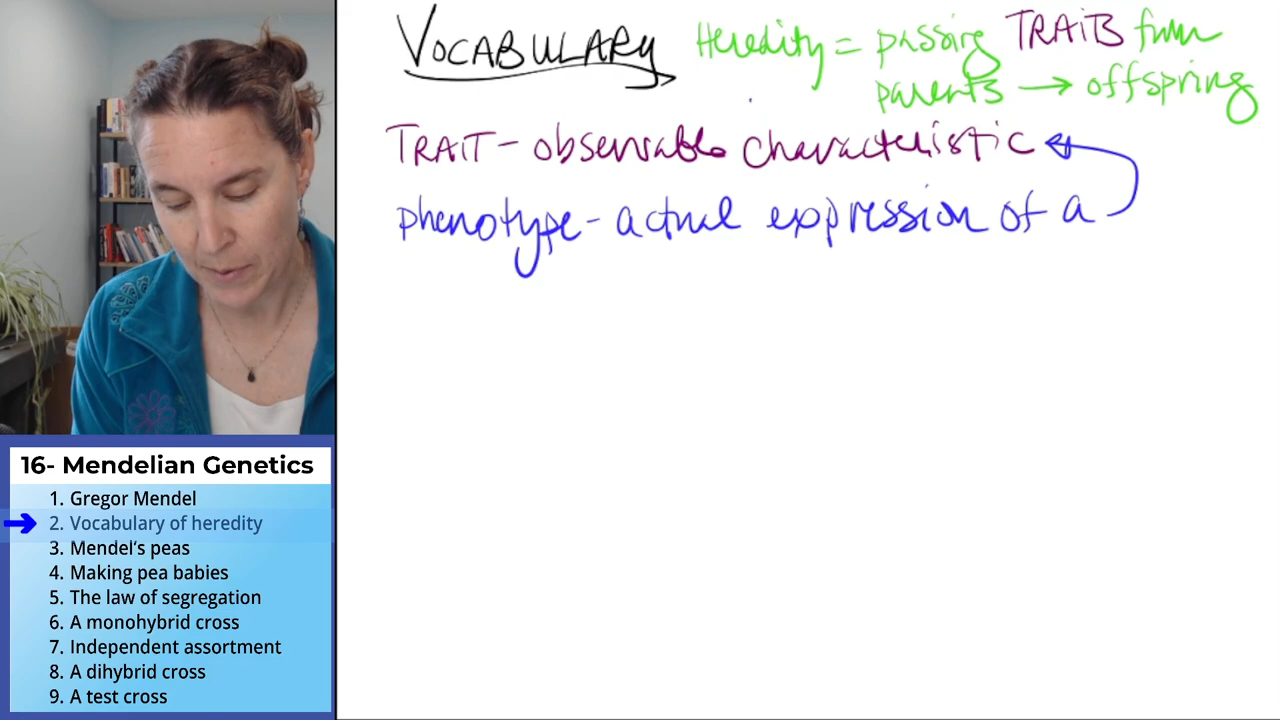 VOCABULARY Heredity = passing TRAITS from
parents → offspring
TRAIT - observable characteristic
phenotype - actual expression of a
16- Mendelian Genetics
1. Gregor Mendel
2. Vocabulary of heredity
3. Mendel's peas
4. Making pea babies
5. The law of segregation
6. A monohybrid cross
7. Independent assortment
8. A dihybrid cross
9. A test cross